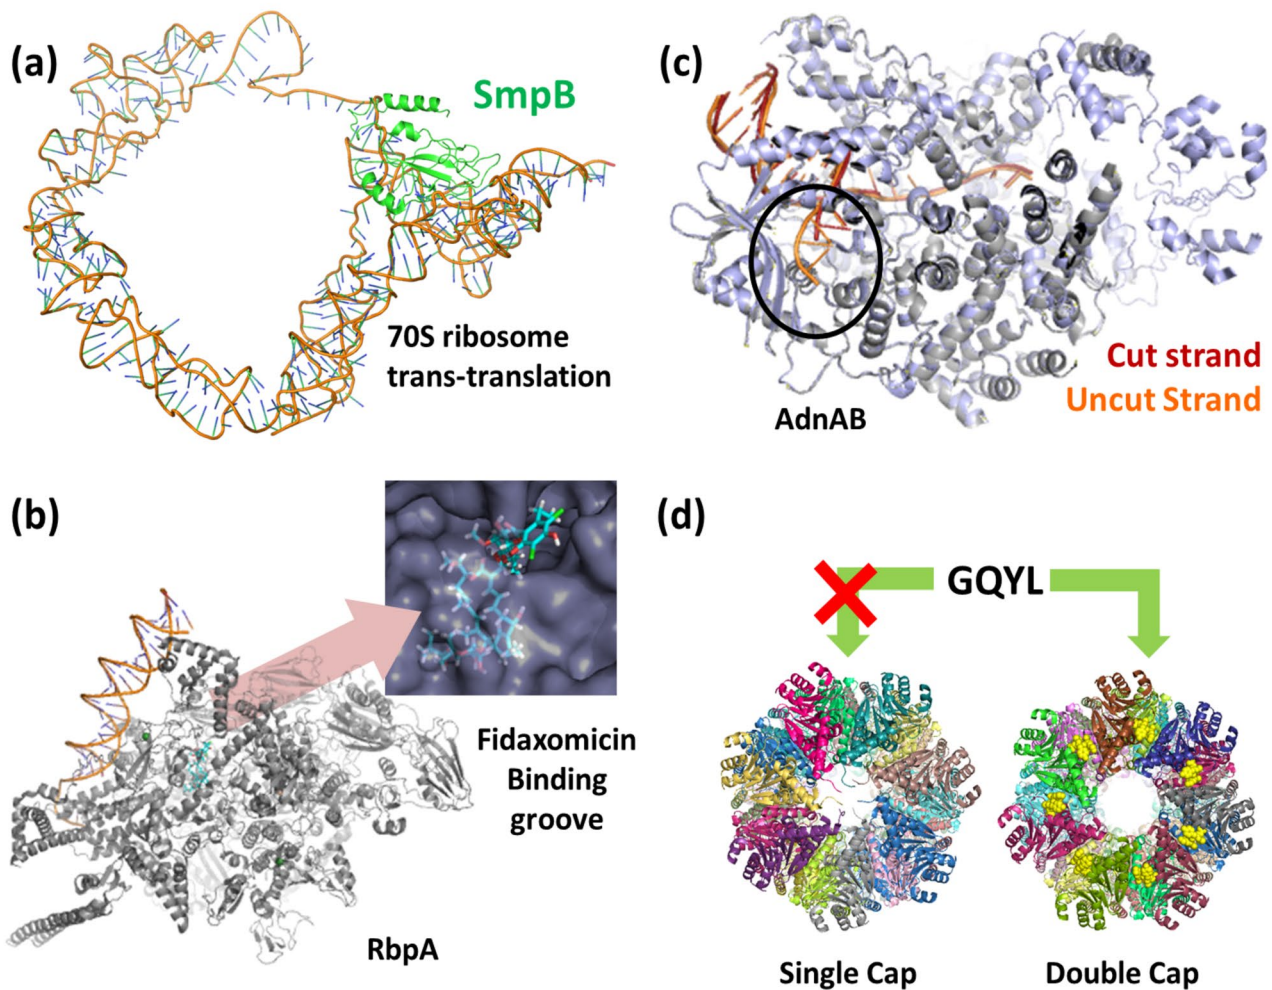 (a)
SmpB
70S ribosome
trans-translation
(c)
Cut strand
Uncut Strand
AdnAB
(b)
Fidaxomicin
Binding
groove
RbpA
(d)
GQYL
Single Cap
Double Cap